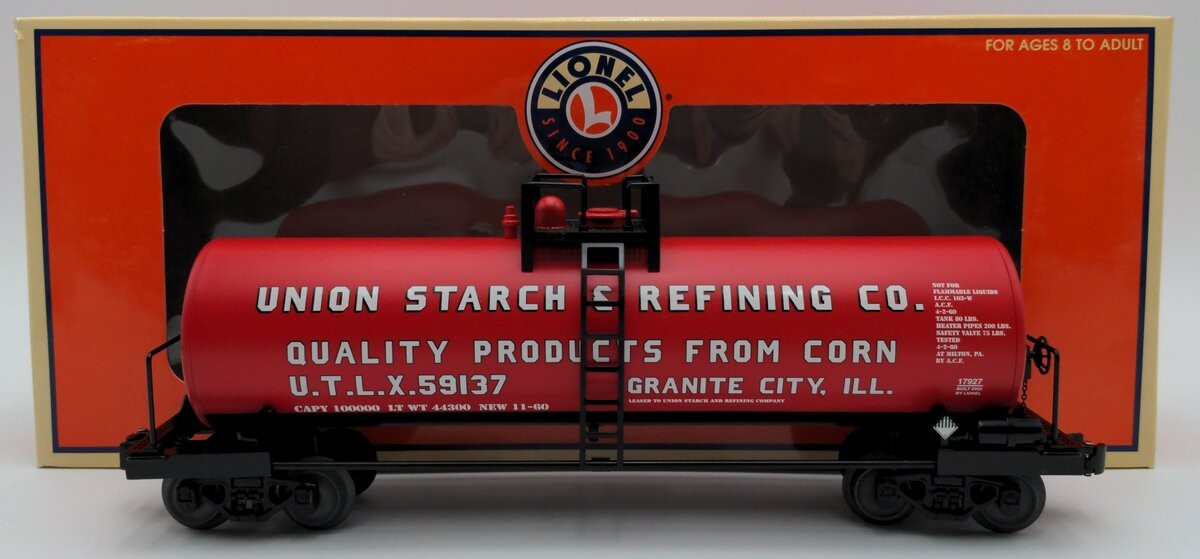 FOR AGES 8 TO ADULT
LIONEL
L
SINCE 1900
UNION STARCH & REFINING CO.
QUALITY PRODUCTS FROM CORN
U.T.L.X.59137
GRANITE CITY, ILL.
CAPY 100000 LT WT 44300 NEW 11-60
LEASED TO UNION STARCH AND REFINING COMPANY
NOT FOR
FLAMMABLE LIQUIDS
I.C.C. 103-W
A.C.F.
4-2-60
TANK 80 LBS.
HEATER PIPES 200 LBS.
SAFETY VALVE 75 LBS.
TESTED
4-2-60
AT MILTON, PA.
BY A.C.F.
17927
BY LIONEL